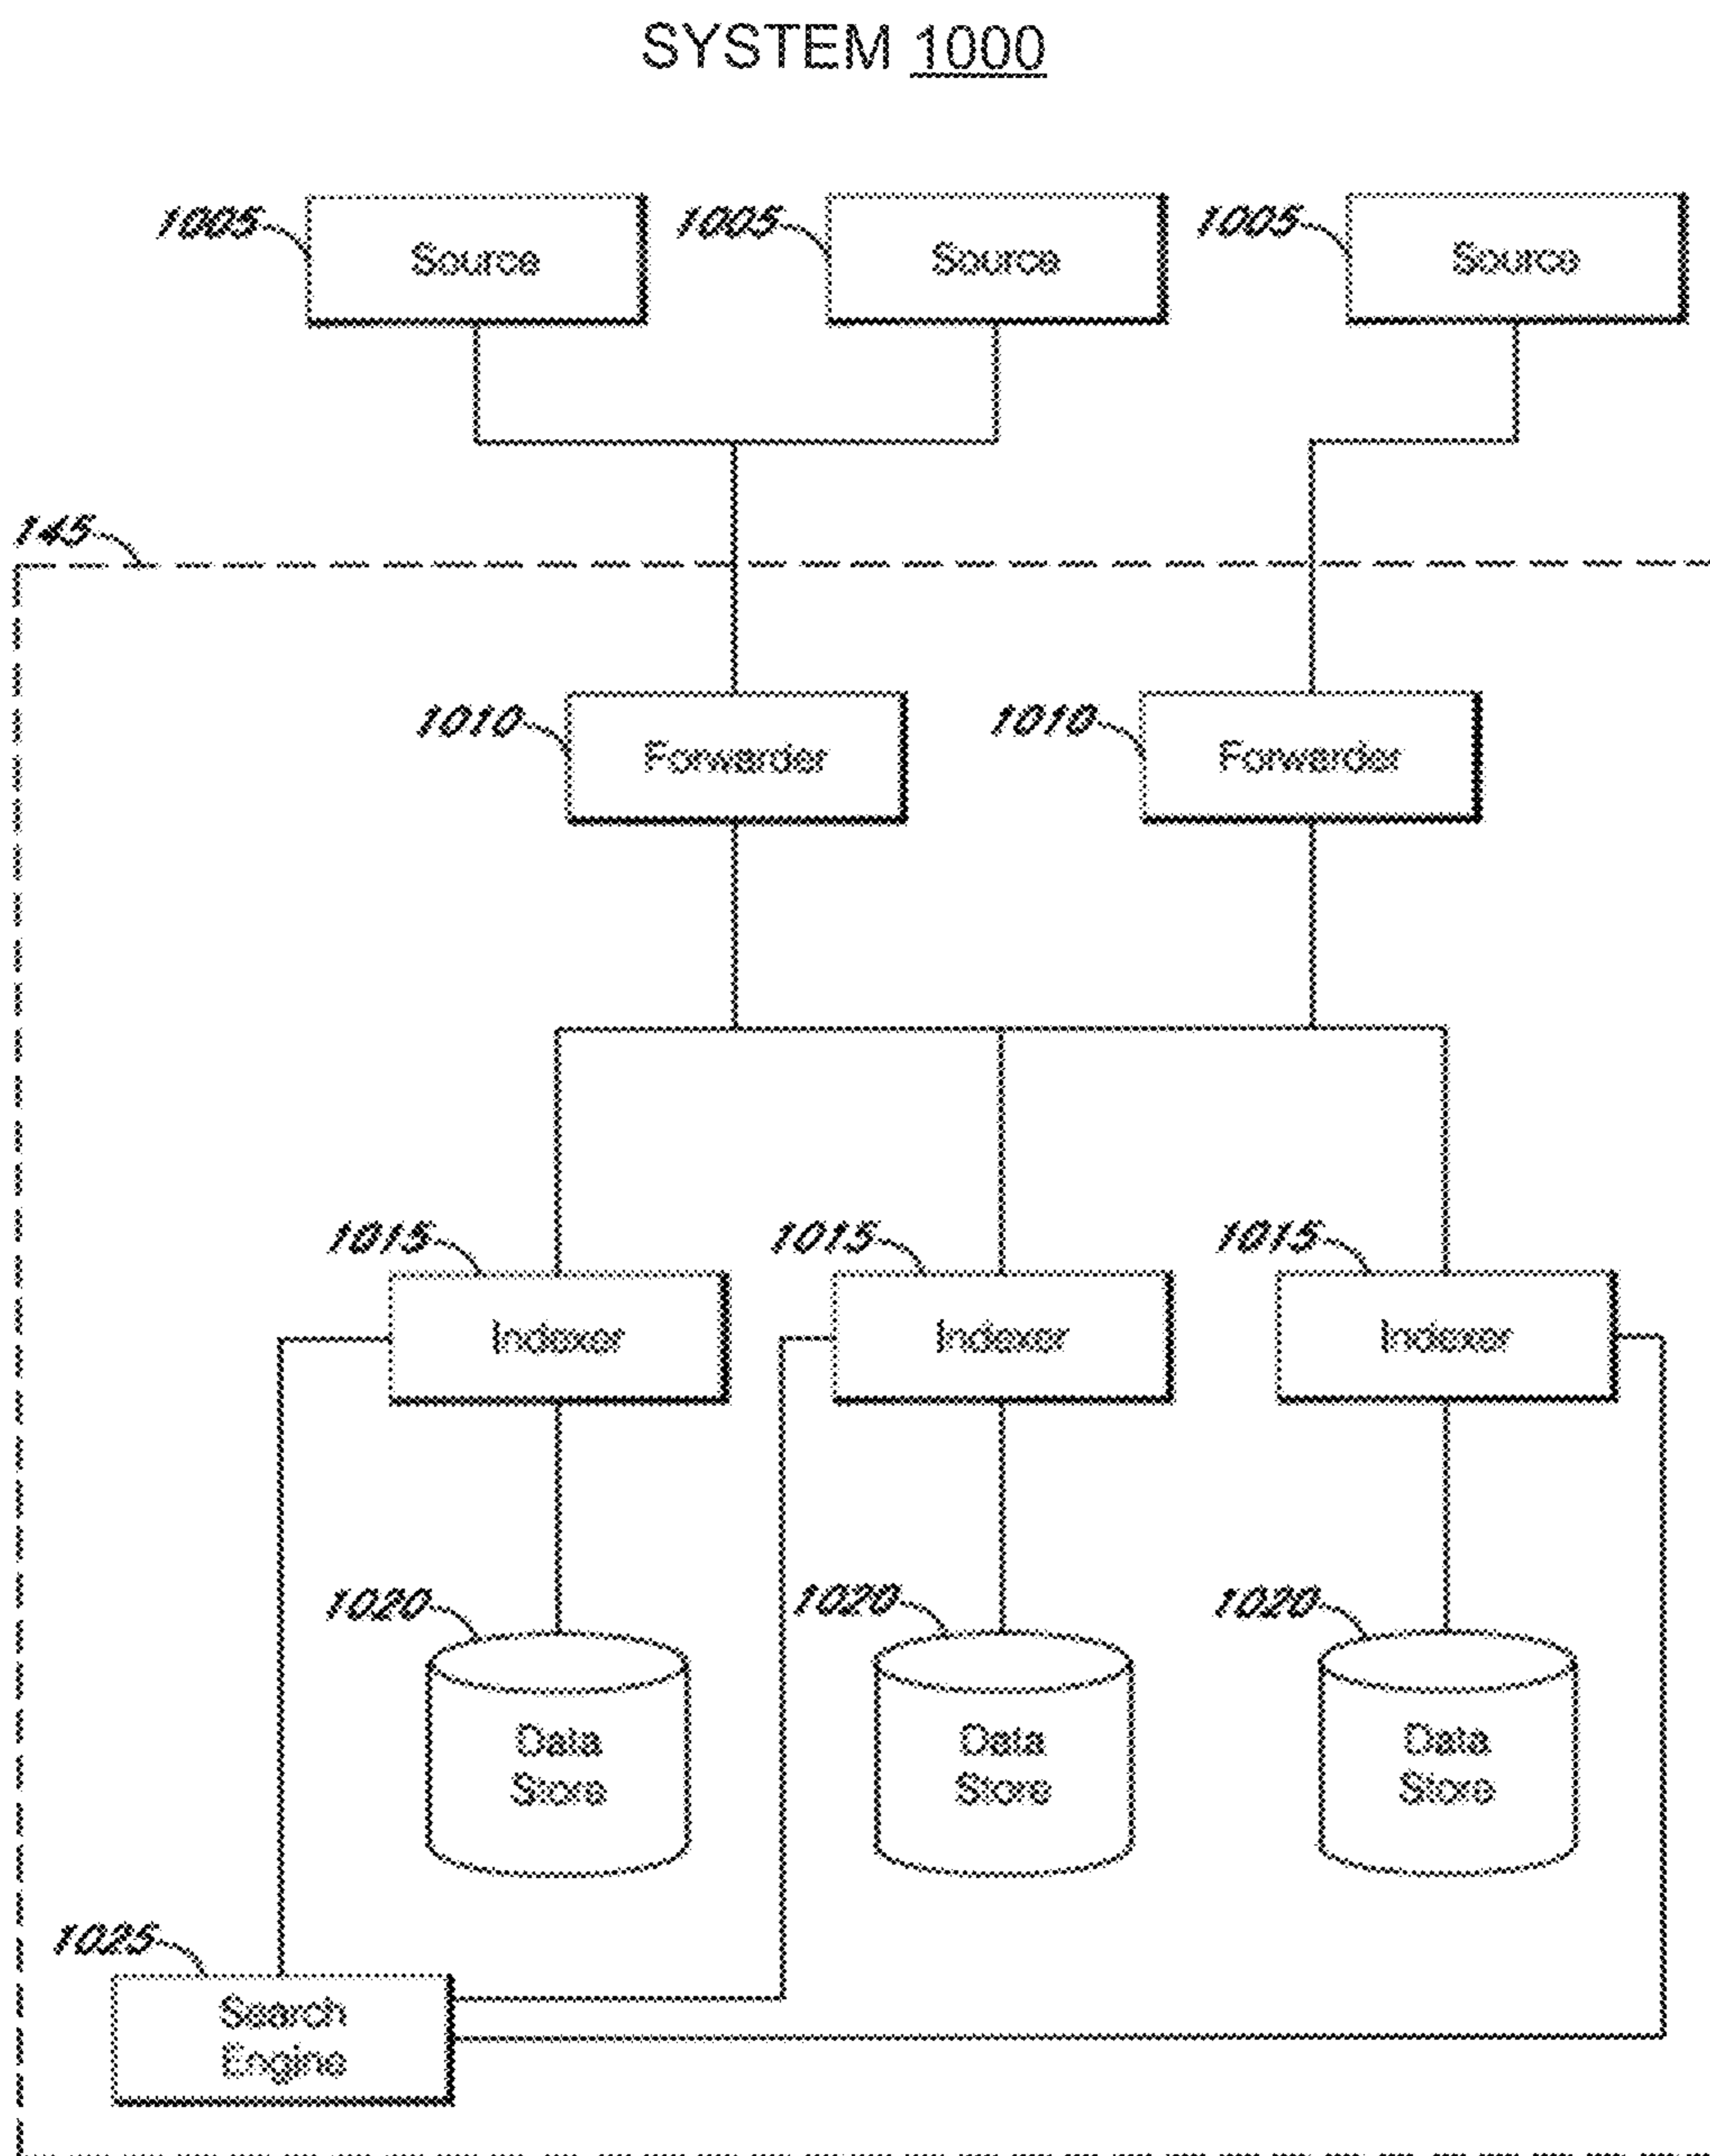 SYSTEM 1000
1005 Source 1005 Source 1005 Source
145
1010 Forwarder 1010 Forwarder
1015 1015 1015
Indexer Indexer Indexer
1020 1020 1020
Data Data Data
Store Store Store
1025
Search
Engine